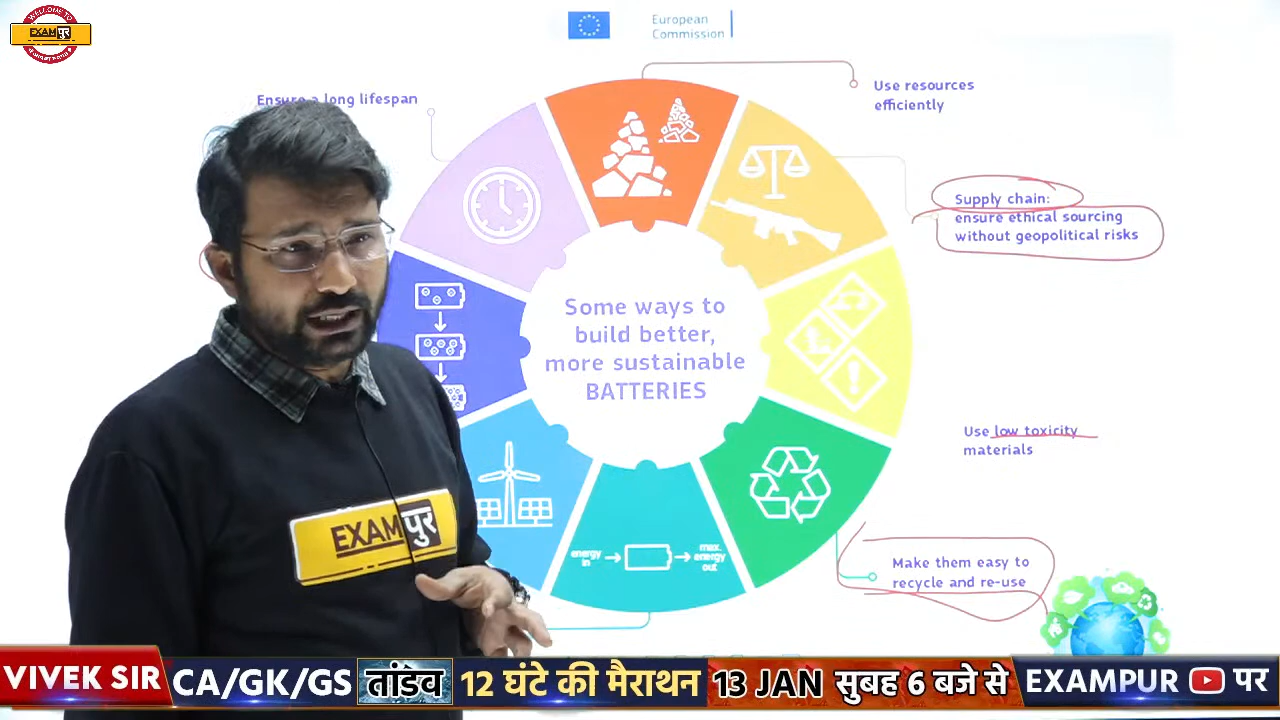 WELCOME TO
EXAMपुर
European
Commission
Use resources
efficiently
Ensure a long lifespan
Supply chain:
ensure ethical sourcing
without geopolitical risks
Some ways to
build better,
more sustainable
BATTERIES
Use low toxicity
materials
energy
in
max.
energy
out
Make them easy to
recycle and re-use
EXAMपुर
VIVEK SIR
CA/GK/GS
तांडव
12 घंटे की मैराथन
13 JAN सुबह 6 बजे से
EXAMPUR पर